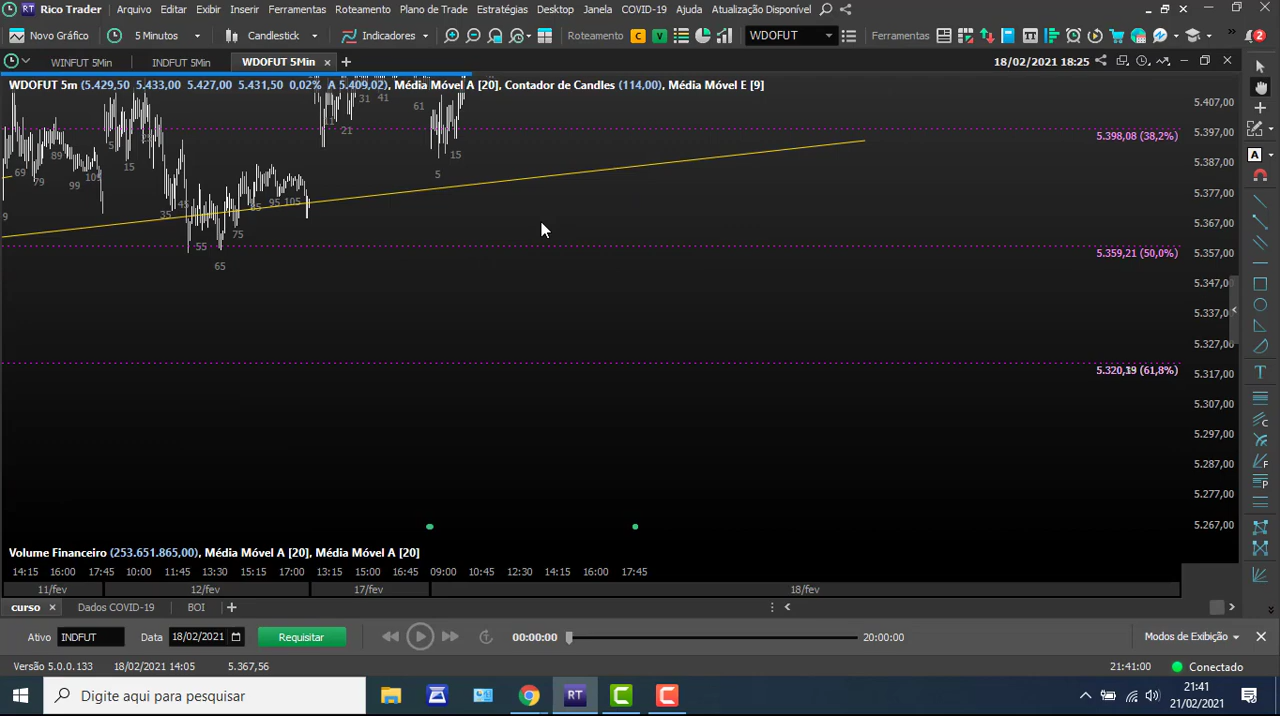 Rico Trader Arquivo Editar Exibir Inserir Ferramentas Roteamento Plano de Trade Estratégias Desktop Janela COVID-19 Ajuda Atualização Disponível
Novo Gráfico 5 Minutos Candlestick Indicadores Roteamento C V WDOFUT Ferramentas 2
WINFUT 5Min INDFUT 5Min WDOFUT 5Min 18/02/2021 18:25
WDOFUT 5m (5.429,50 5.433,00 5.427,00 5.431,50 0,02% A 5.409,02), Média Móvel A [20], Contador de Candles (114,00), Média Móvel E [9]
5.407,00
5.397,00
5.398,08 (38,2%)
5.387,00
5.377,00
5.367,00
5.359,21 (50,0%)
5.357,00
5.347,00
5.337,00
5.327,00
5.320,19 (61,8%)
5.317,00
5.307,00
5.297,00
5.287,00
5.277,00
5.267,00
31 41 61
11 21
5 89 15 15
69 79 99 5
9 35 45 95 105
55 75
65
Volume Financeiro (253.651.865,00), Média Móvel A [20], Média Móvel A [20]
14:15 16:00 17:45 10:00 11:45 13:30 15:15 17:00 13:15 15:00 16:45 09:00 10:45 12:30 14:15 16:00 17:45
11/fev 12/fev 17/fev 18/fev
curso Dados COVID-19 BOI
Ativo INDFUT Data 18/02/2021 Requisitar 00:00:00 20:00:00 Modos de Exibição
Versão 5.0.0.133 18/02/2021 14:05 5.367,56 21:41:00 Conectado
Digite aqui para pesquisar RT 21:41
21/02/2021